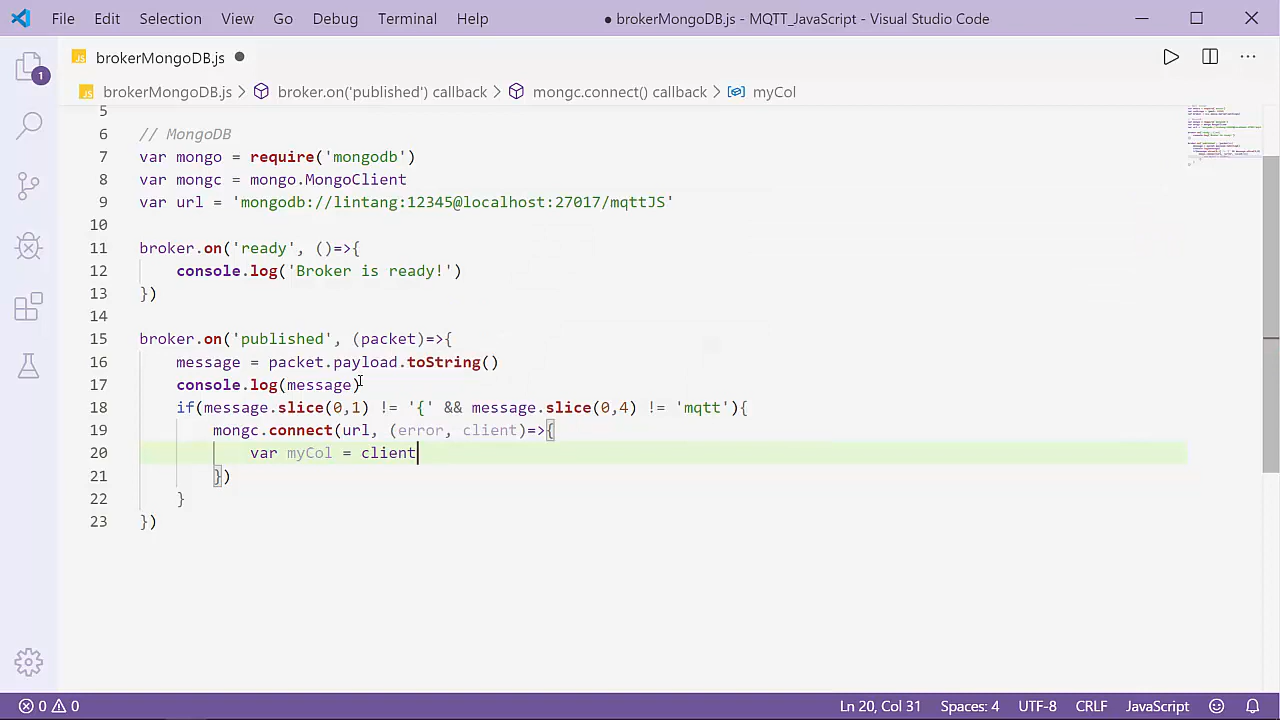 File Edit Selection View Go Debug Terminal Help ● brokerMongoDB.js - MQTT_JavaScript - Visual Studio Code
JS brokerMongoDB.js ●
JS brokerMongoDB.js > broker.on('published') callback > mongc.connect() callback > myCol
1
5
6 // MongoDB
7 var mongo = require('mongodb')
8 var mongc = mongo.MongoClient
9 var url = 'mongodb://lintang:12345@localhost:27017/mqttJS'
10
11 broker.on('ready', ()=>{
12 console.log('Broker is ready!')
13 })
14
15 broker.on('published', (packet)=>{
16 message = packet.payload.toString()
17 console.log(message)
18 if(message.slice(0,1) != '{' && message.slice(0,4) != 'mqtt'){
19 mongc.connect(url, (error, client)=>{
20 var myCol = client
21 })
22 }
23 })
0 0 Ln 20, Col 31 Spaces: 4 UTF-8 CRLF JavaScript